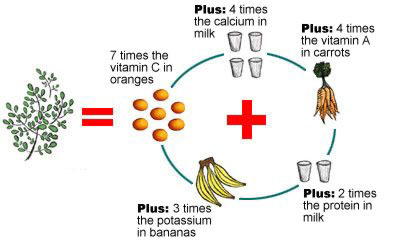 7 times the
vitamin C in
oranges
Plus: 4 times
the calcium in
milk
Plus: 4 times
the vitamin A
in carrots
Plus: 2 times
the protein in
milk
Plus: 3 times
the potassium
in bananas